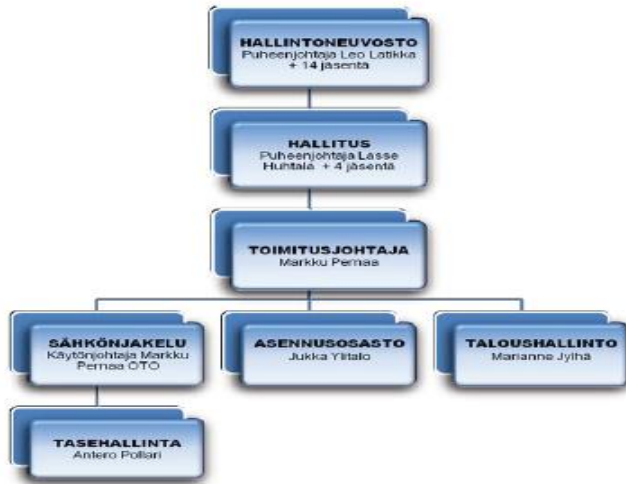 HALLINTONEUVOSTO
Puheenjohtaja Leo Latikka
+ 14 jäsentä
HALLITUS
Puheenjohtaja Lasse
Huhtala + 4 jäsentä
TOIMITUSJOHTAJA
Markku Pernaa
SÄHKÖNJAKELU
Käytönjohtaja Markku
Pernaa OTO
ASENNUSOSASTO
Jukka Ylitalo
TALOUSHALLINTO
Marianne Jylhä
TASEHALLINTA
Antero Pollari